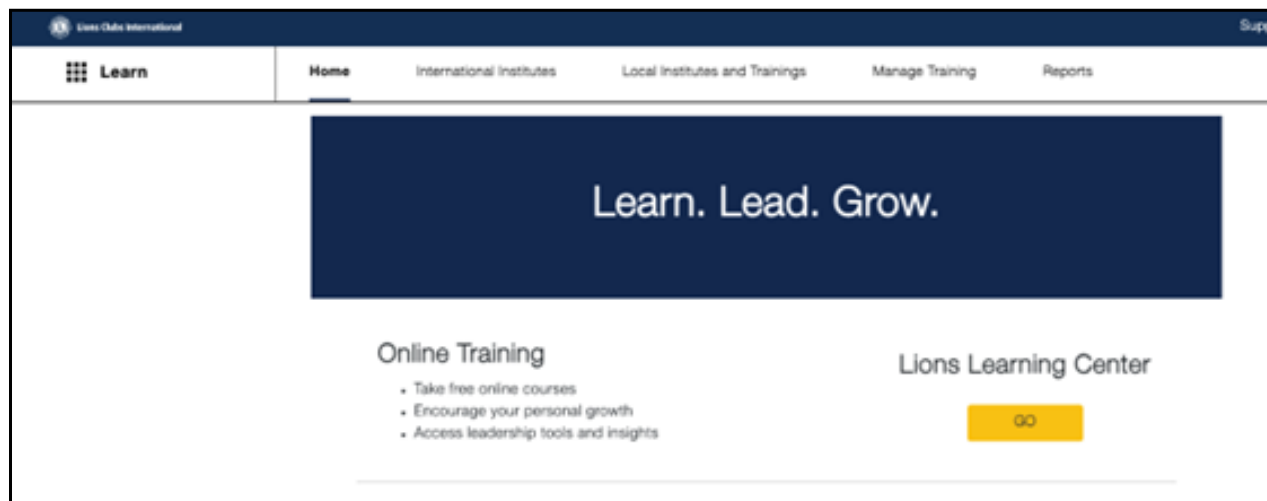 Lions Clubs International
Supp
Learn
Home International Institutes Local Institutes and Trainings Manage Training Reports
Learn. Lead. Grow.
Online Training
• Take free online courses
• Encourage your personal growth
• Access leadership tools and insights
Lions Learning Center
GO